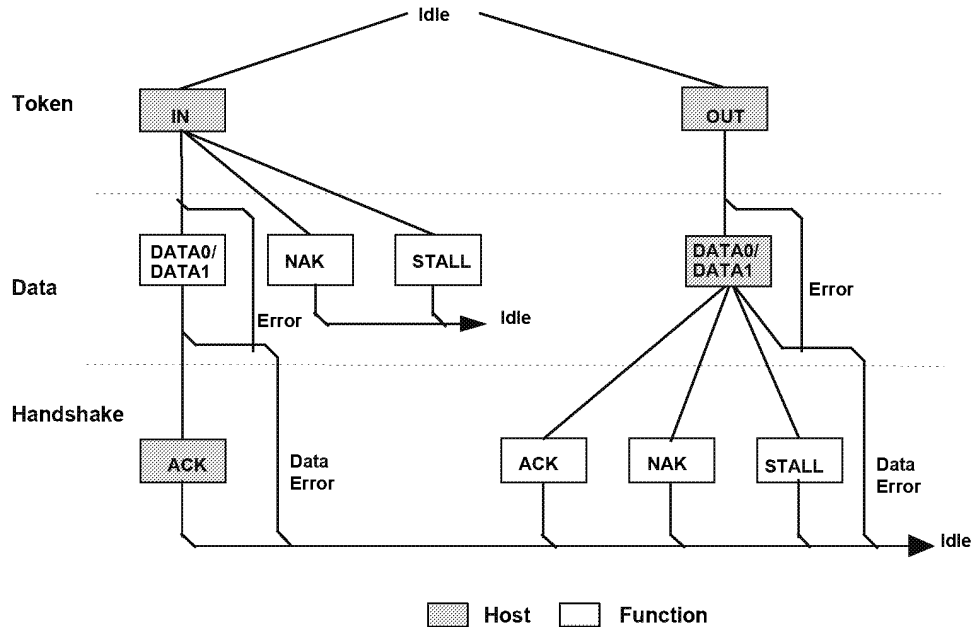 Idle
Token
IN
OUT
DATA0/
DATA1
NAK
STALL
DATA0/
DATA1
Data
Error
Idle
Error
Handshake
ACK
Data
Error
ACK
NAK
STALL
Data
Error
Idle
Host
Function